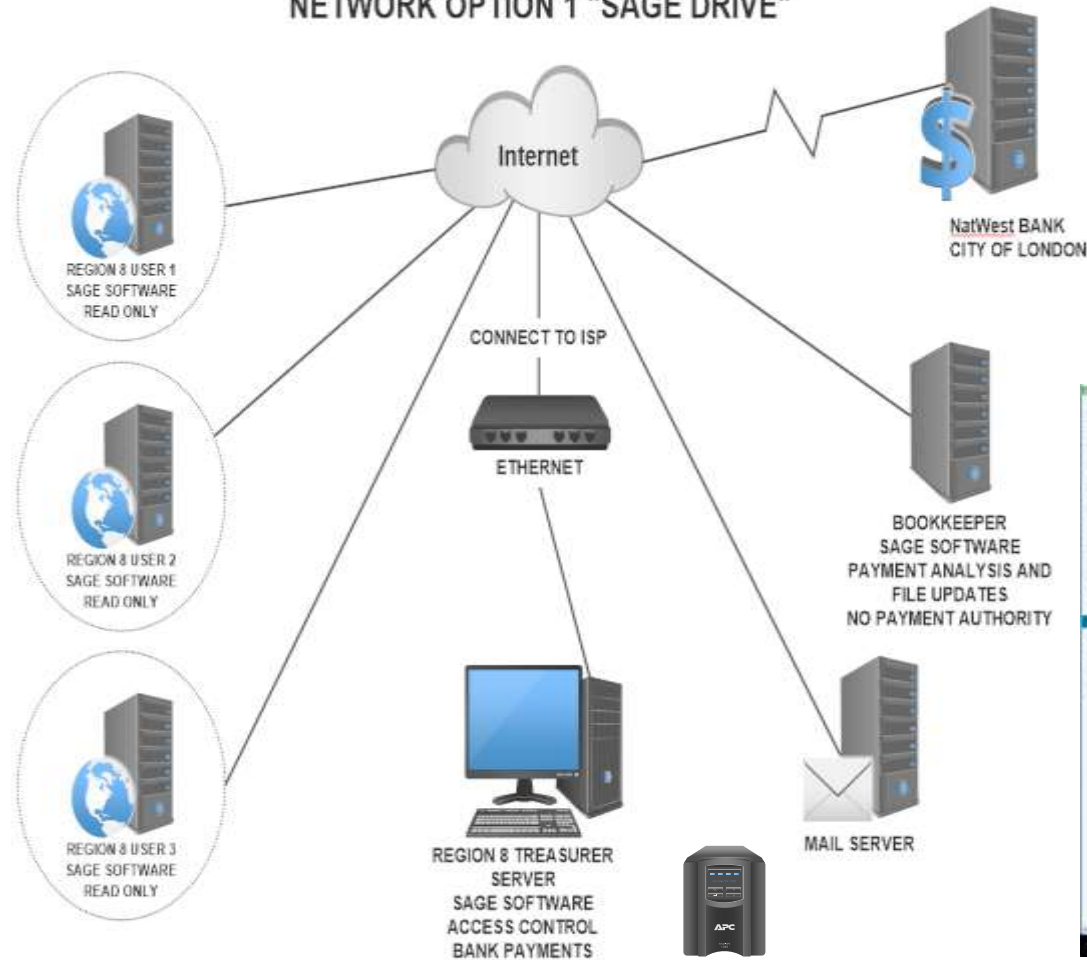 NETWORK OPTION 1 "SAGE DRIVE"
Internet
NatWest BANK
CITY OF LONDON
REGION 8 USER 1
SAGE SOFTWARE
READ ONLY
CONNECT TO ISP
ETHERNET
REGION 8 USER 2
SAGE SOFTWARE
READ ONLY
BOOKKEEPER
SAGE SOFTWARE
PAYMENT ANALYSIS AND
FILE UPDATES
NO PAYMENT AUTHORITY
REGION 8 USER 3
SAGE SOFTWARE
READ ONLY
REGION 8 TREASURER
SERVER
SAGE SOFTWARE
ACCESS CONTROL
BANK PAYMENTS
APC
MAIL SERVER